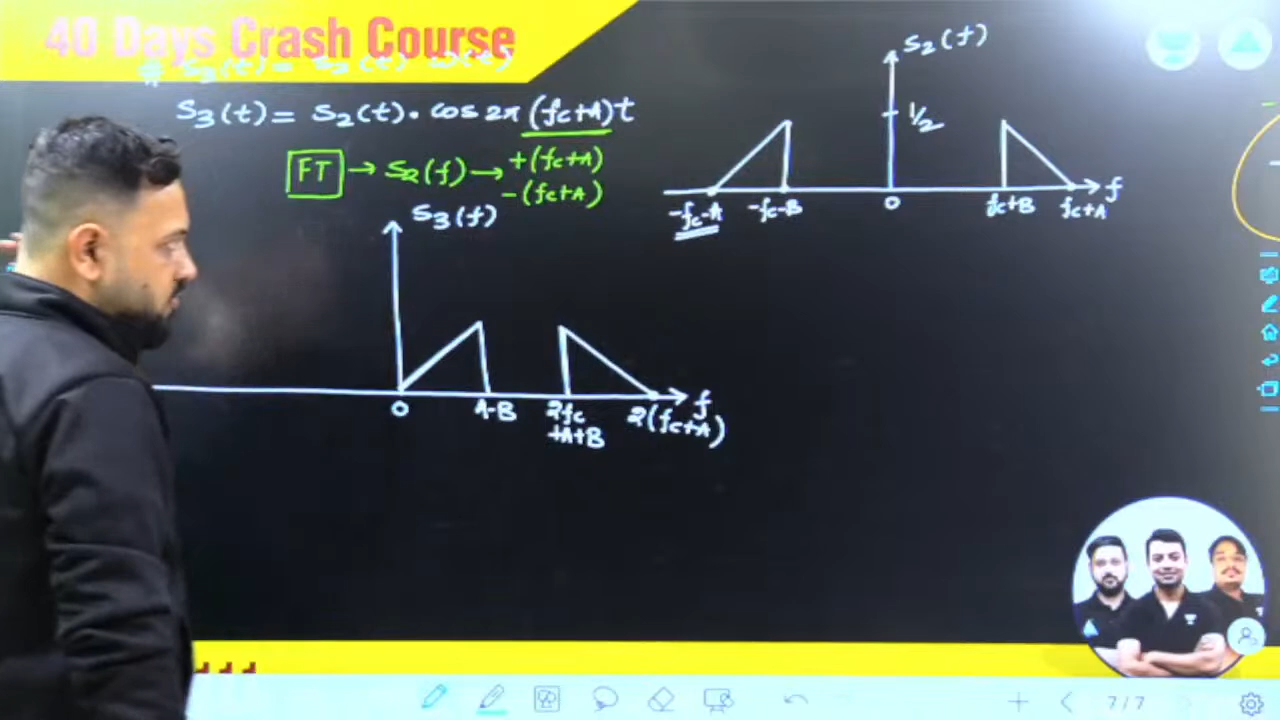 40 Days Crash Course
S₃(t) = S₂(t) · cos 2π (fc+A)t
FT → S₂(f) → +(fc+A)
-(fc+A)
S₂(f)
1/2
-fc-A -fc-B 0 fc+B fc+A f
S₃(f)
0 A-B 2fc+A+B 2(fc+A) f
7/7